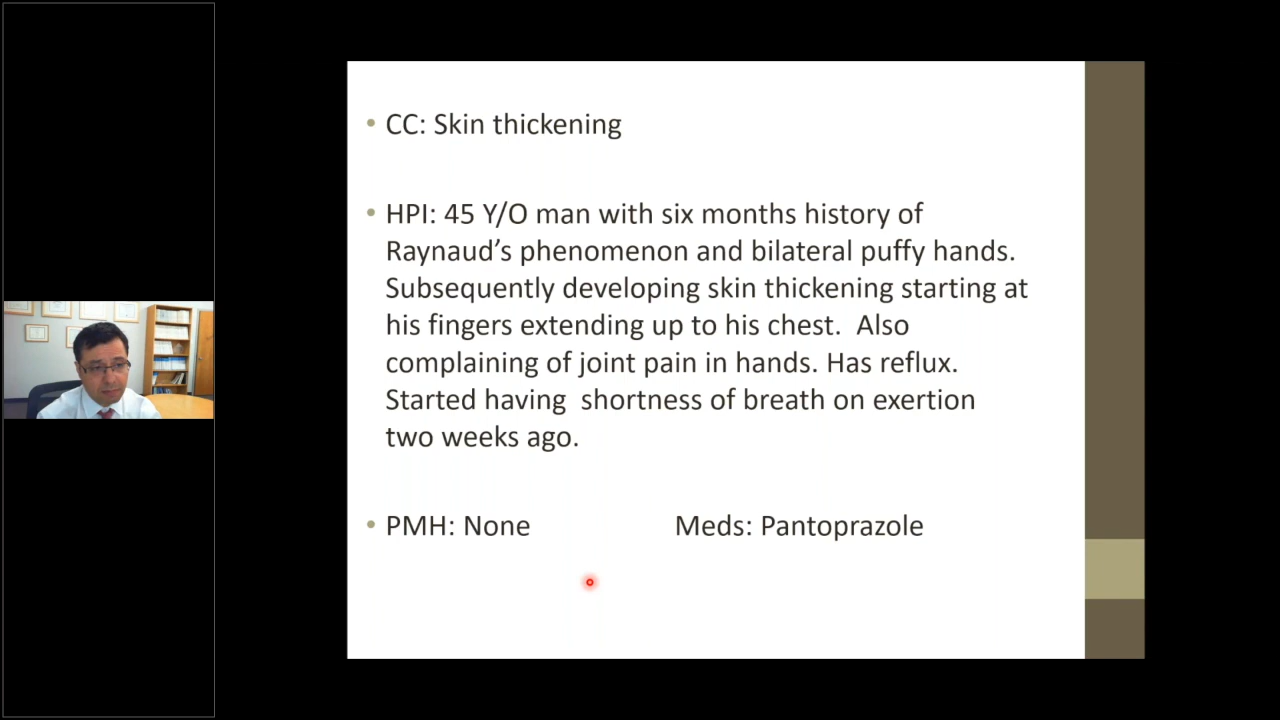 • CC: Skin thickening
• HPI: 45 Y/O man with six months history of
Raynaud’s phenomenon and bilateral puffy hands.
Subsequently developing skin thickening starting at
his fingers extending up to his chest.  Also
complaining of joint pain in hands. Has reflux.
Started having  shortness of breath on exertion
two weeks ago.
• PMH: None Meds: Pantoprazole